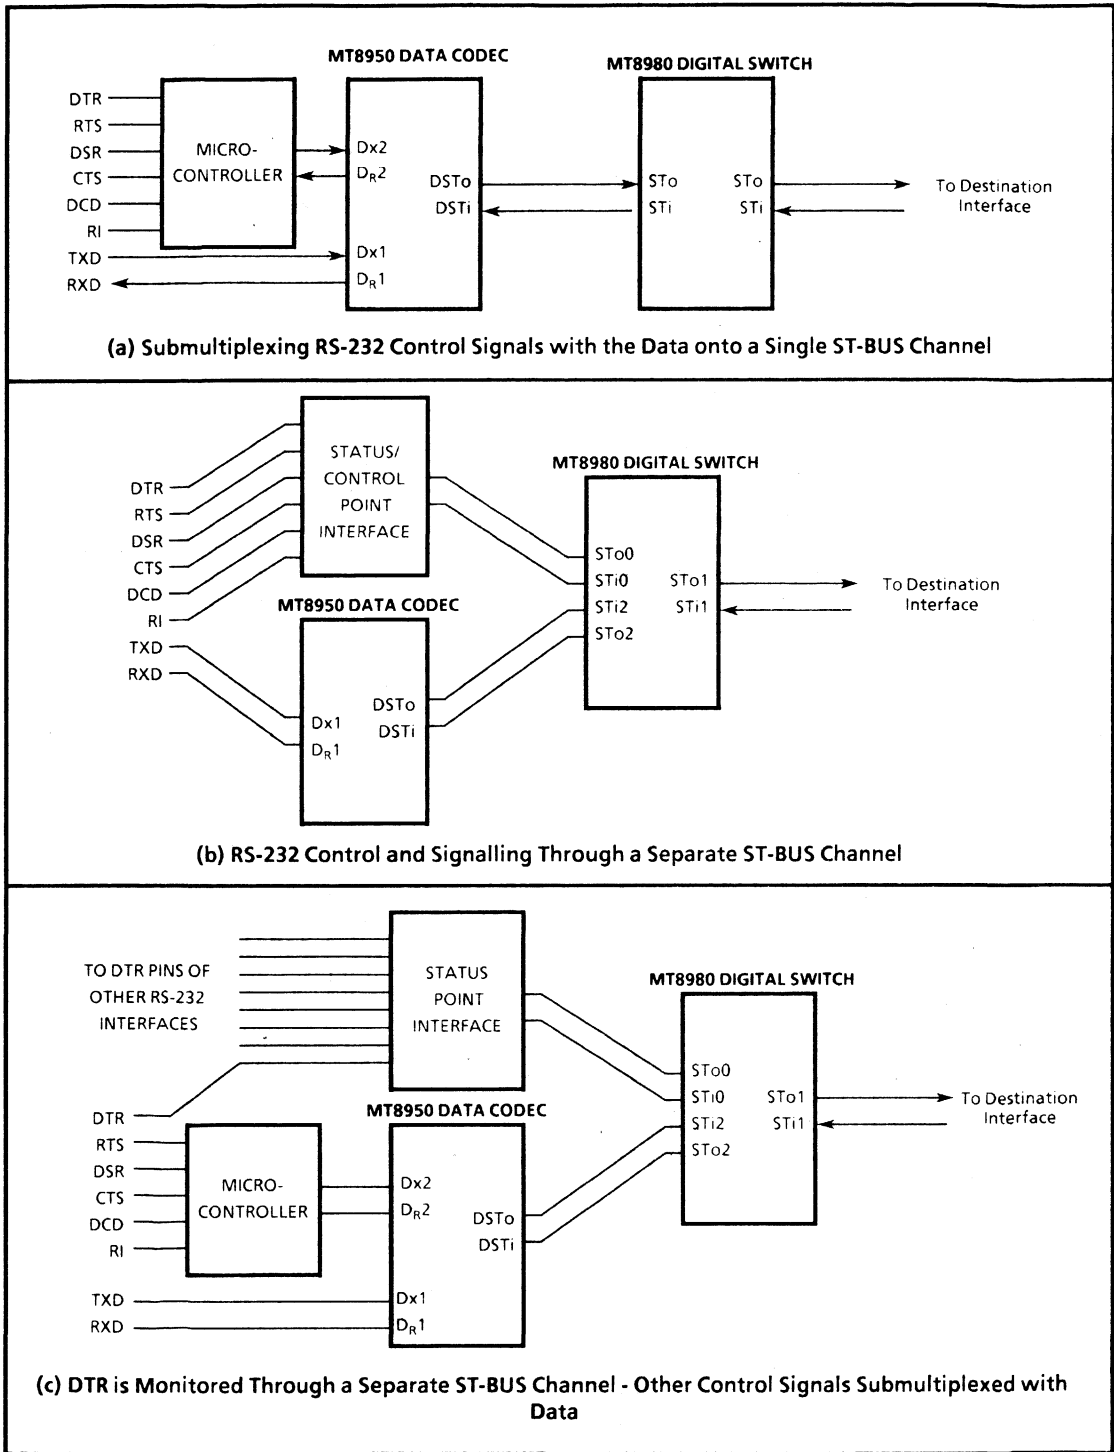 MT8950 DATA CODEC
MT8980 DIGITAL SWITCH
DTR
RTS
DSR
CTS
DCD
RI
TXD
RXD
MICRO-
CONTROLLER
Dx2
DR2
Dx1
DR1
DSTo
DSTi
STo
STi
STo
STi
To Destination
Interface
(a) Submultiplexing RS-232 Control Signals with the Data onto a Single ST-BUS Channel
STATUS/
CONTROL
POINT
INTERFACE
MT8980 DIGITAL SWITCH
DTR
RTS
DSR
CTS
DCD
RI
TXD
RXD
MT8950 DATA CODEC
Dx1
DR1
DSTo
DSTi
STo0
STi0
STi2
STo2
STo1
STi1
To Destination
Interface
(b) RS-232 Control and Signalling Through a Separate ST-BUS Channel
TO DTR PINS OF
OTHER RS-232
INTERFACES
STATUS
POINT
INTERFACE
MT8980 DIGITAL SWITCH
DTR
RTS
DSR
CTS
DCD
RI
TXD
RXD
MICRO-
CONTROLLER
MT8950 DATA CODEC
Dx2
DR2
Dx1
DR1
DSTo
DSTi
STo0
STi0
STi2
STo2
STo1
STi1
To Destination
Interface
(c) DTR is Monitored Through a Separate ST-BUS Channel - Other Control Signals Submultiplexed with
Data